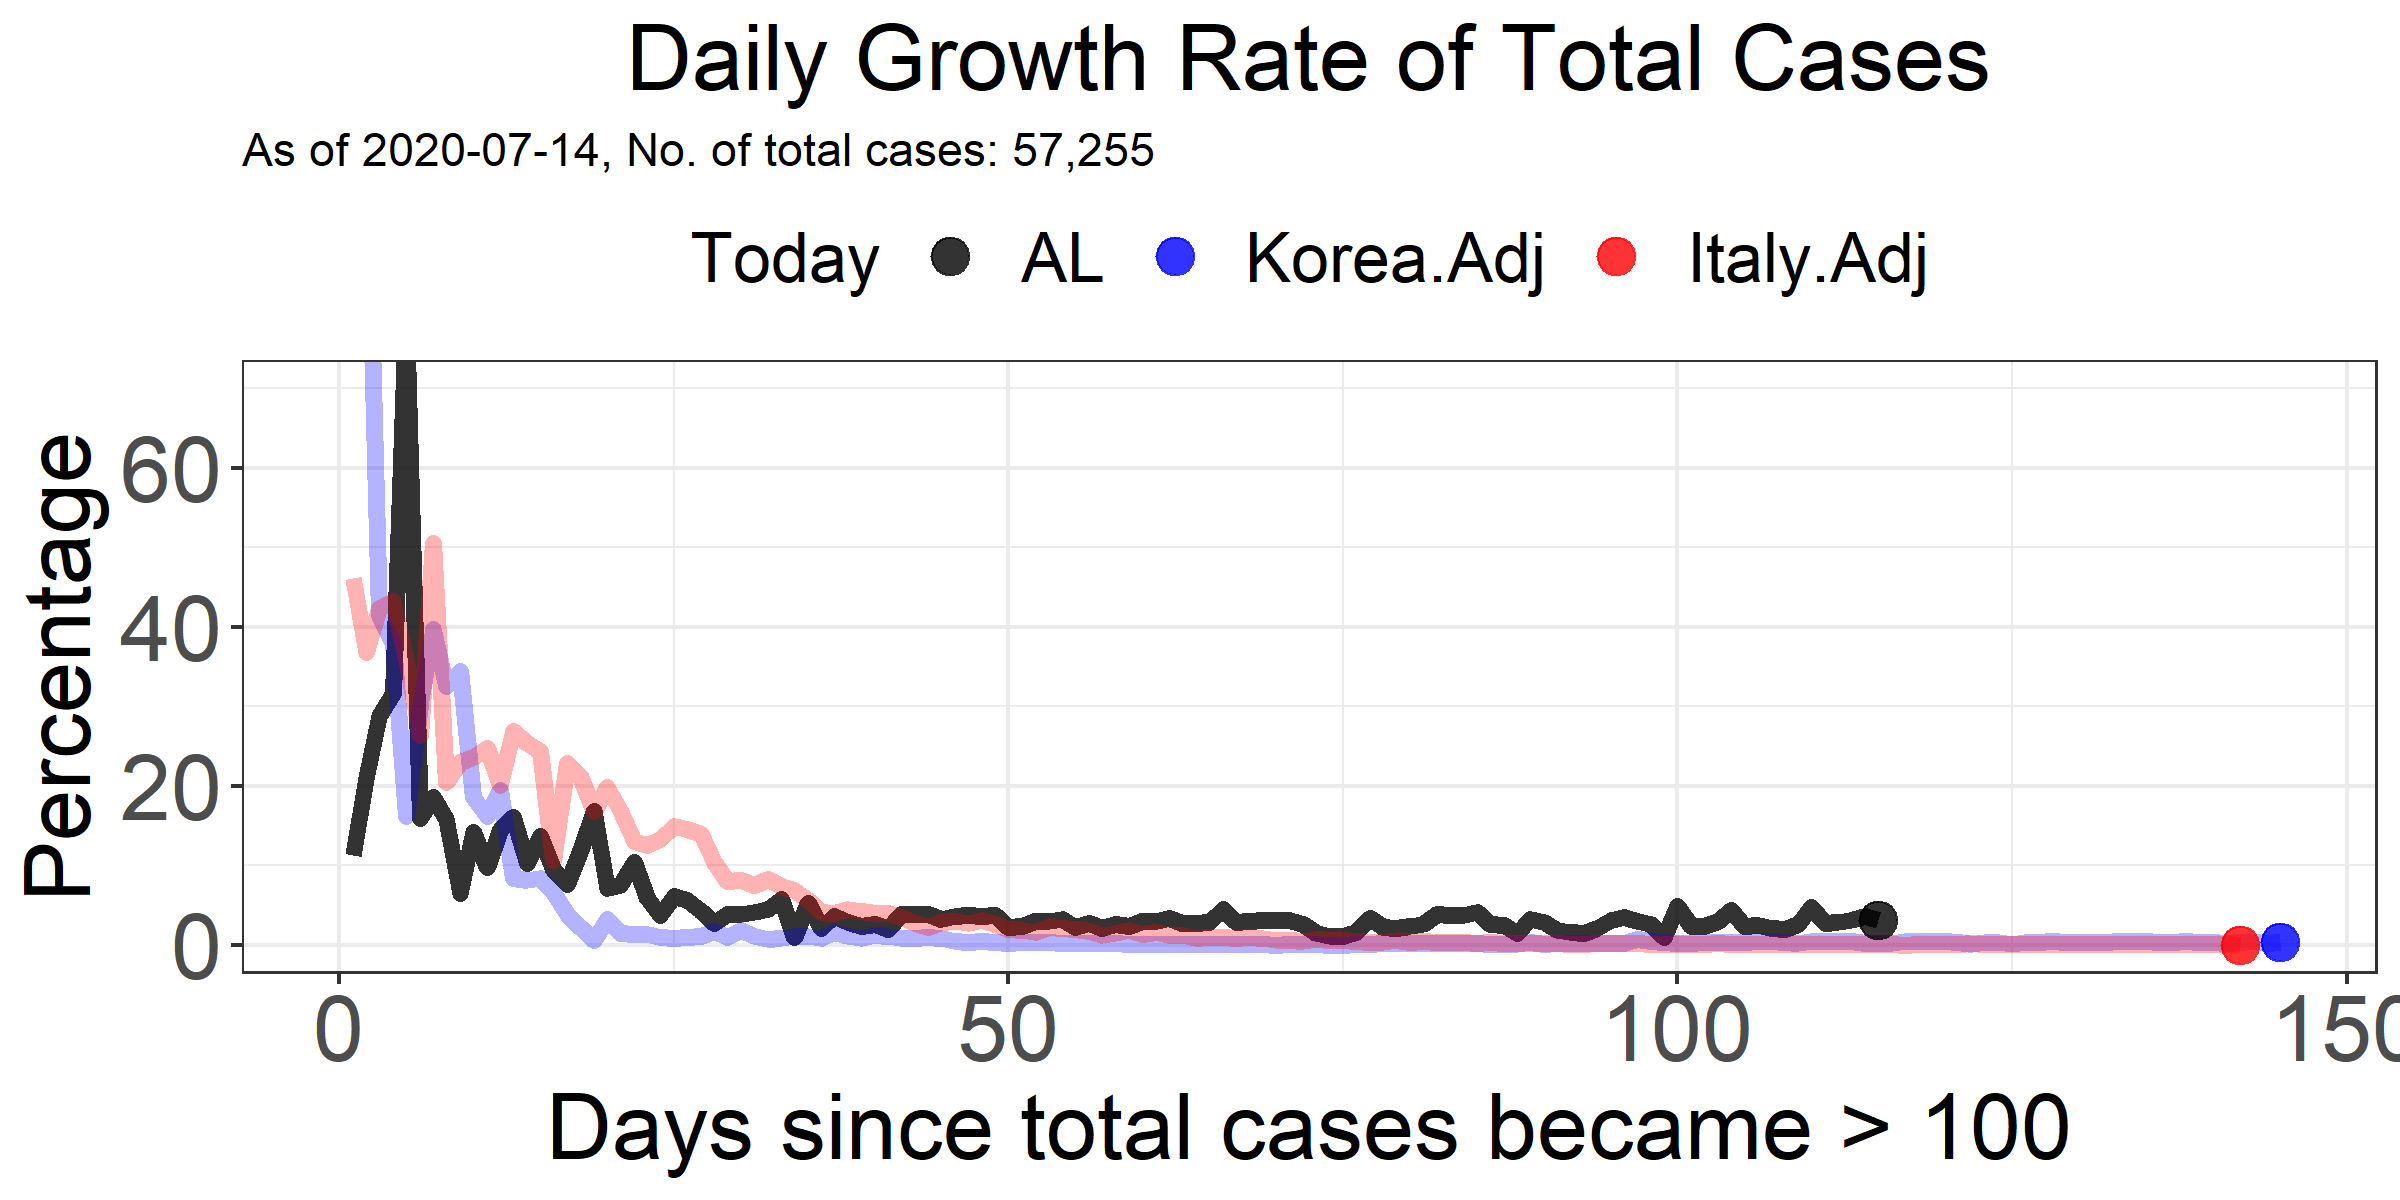 Daily Growth Rate of Total Cases
As of 2020-07-14, No. of total cases: 57,255
Today AL Korea.Adj Italy.Adj
Percentage
60
40
20
0
0 50 100 150
Days since total cases became > 100